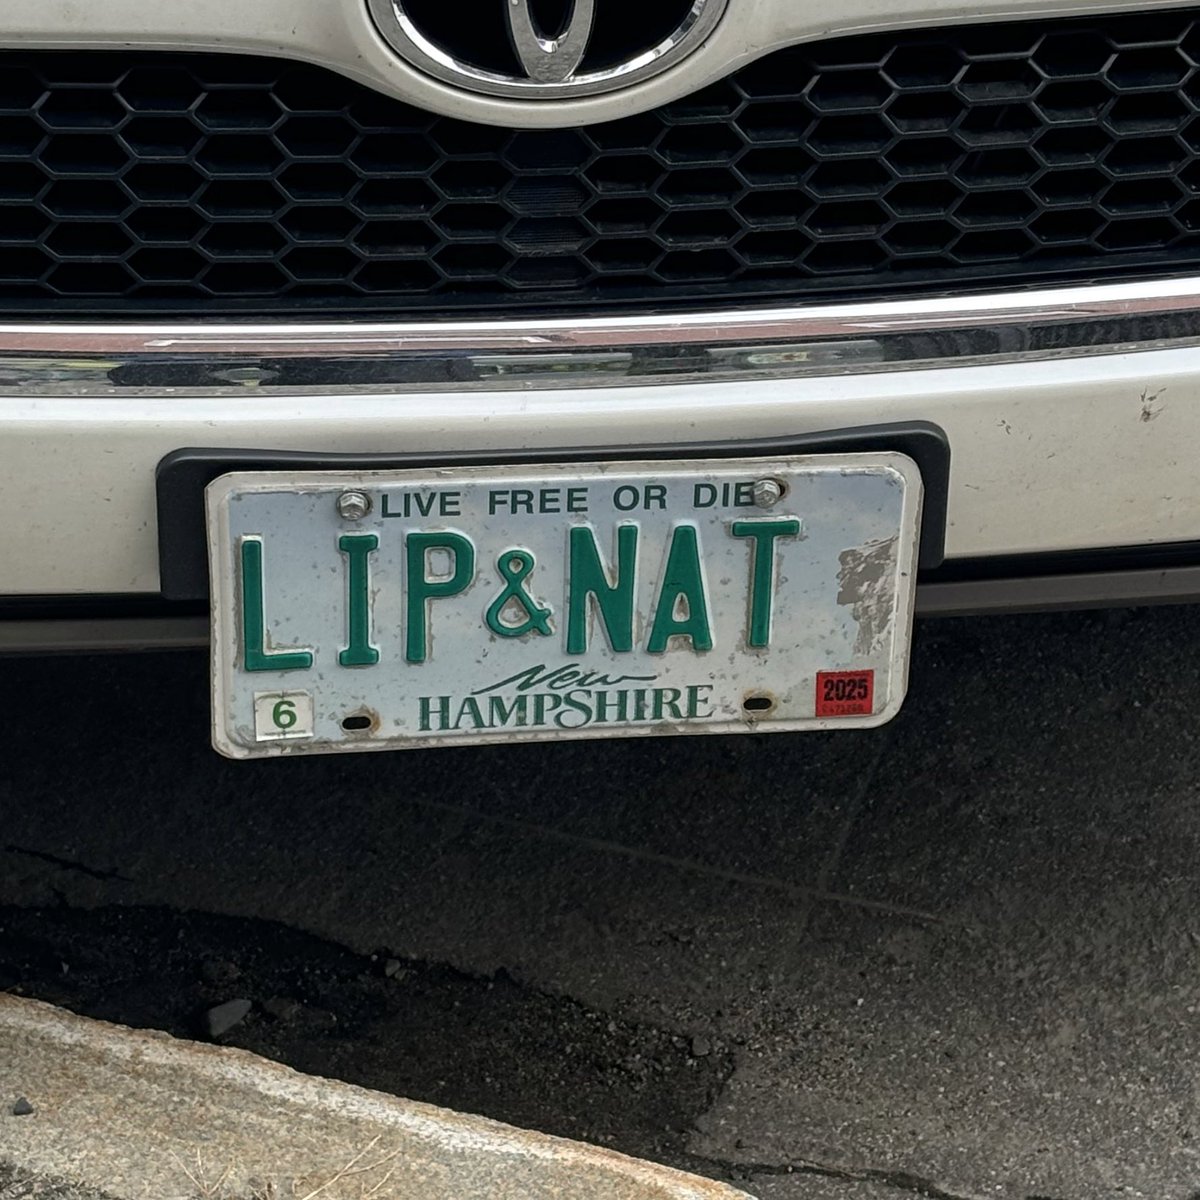 LIVE FREE OR DIE
LIP&NAT
New
HAMPSHIRE
6
2025